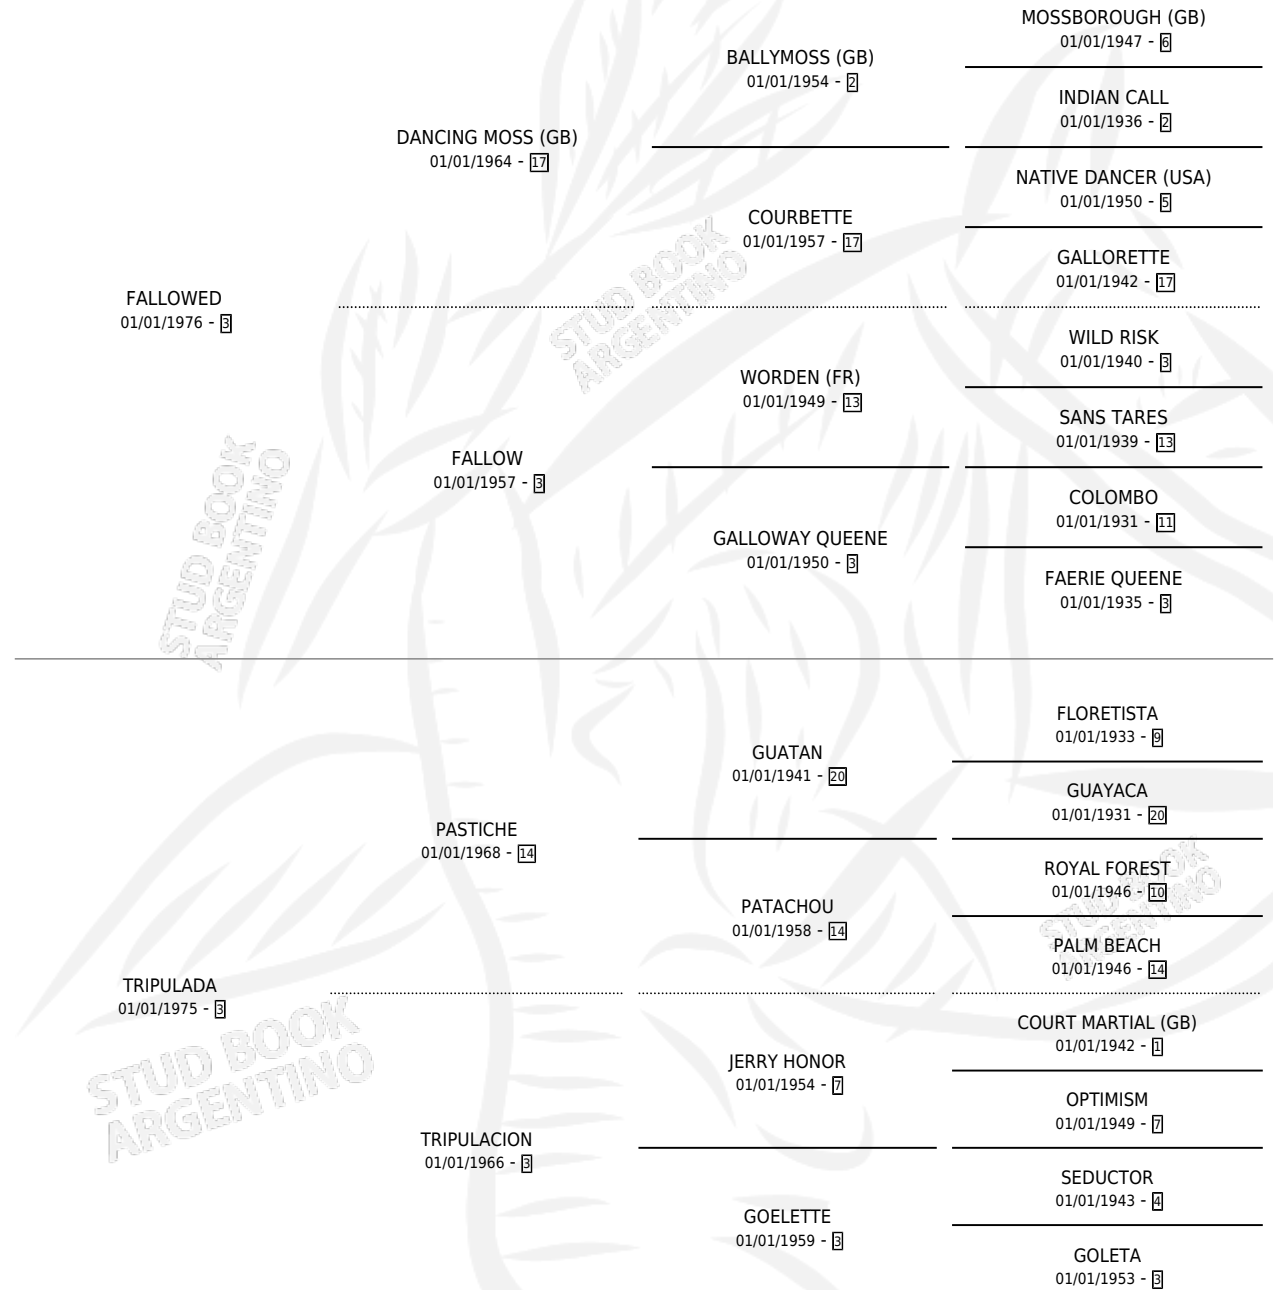 MOSSBOROUGH (GB)
01/01/1947 - 6
BALLYMOSS (GB)
01/01/1954 - 2
INDIAN CALL
01/01/1936 - 2
DANCING MOSS (GB)
01/01/1964 - 17
NATIVE DANCER (USA)
01/01/1950 - 5
COURBETTE
01/01/1957 - 17
GALLORETTE
01/01/1942 - 17
FALLOWED
01/01/1976 - 3
WILD RISK
01/01/1940 - 3
WORDEN (FR)
01/01/1949 - 13
SANS TARES
01/01/1939 - 13
FALLOW
01/01/1957 - 3
COLOMBO
01/01/1931 - 11
GALLOWAY QUEENE
01/01/1950 - 3
FAERIE QUEENE
01/01/1935 - 3
STUD BOOK
ARGENTINO
STUD BOOK
ARGENTINO
FLORETISTA
01/01/1933 - 9
GUATAN
01/01/1941 - 20
GUAYACA
01/01/1931 - 20
PASTICHE
01/01/1968 - 14
ROYAL FOREST
01/01/1946 - 10
PATACHOU
01/01/1958 - 14
PALM BEACH
01/01/1946 - 14
STUD BOOK
ARGENTINO
TRIPULADA
01/01/1975 - 3
COURT MARTIAL (GB)
01/01/1942 - 1
JERRY HONOR
01/01/1954 - 7
OPTIMISM
01/01/1949 - 7
TRIPULACION
01/01/1966 - 3
SEDUCTOR
01/01/1943 - 4
GOELETTE
01/01/1959 - 3
GOLETA
01/01/1953 - 3
STUD BOOK
ARGENTINO